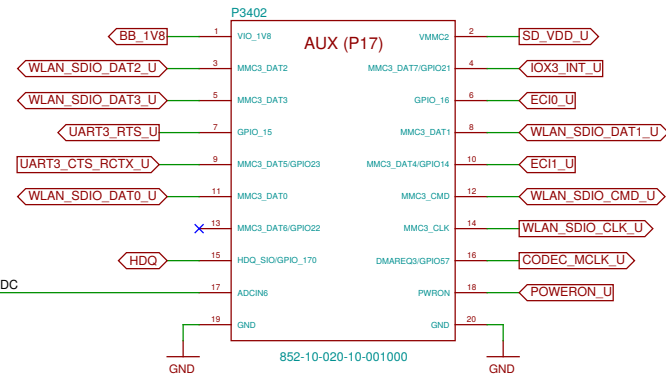 P3402
AUX (P17)
BB_1V8 1 VIO_1V8 VMMC2 2 SD_VDD_U
WLAN_SDIO_DAT2_U 3 MMC3_DAT2 MMC3_DAT7/GPIO21 4 IOX3_INT_U
WLAN_SDIO_DAT3_U 5 MMC3_DAT3 GPIO_16 6 ECI0_U
UART3_RTS_U 7 GPIO_15 MMC3_DAT1 8 WLAN_SDIO_DAT1_U
UART3_CTS_RCTX_U 9 MMC3_DAT5/GPIO23 MMC3_DAT4/GPIO14 10 ECI1_U
WLAN_SDIO_DAT0_U 11 MMC3_DAT0 MMC3_CMD 12 WLAN_SDIO_CMD_U
13 MMC3_DAT6/GPIO22 MMC3_CLK 14 WLAN_SDIO_CLK_U
HDQ 15 HDQ_SIO/GPIO_170 DMAREQ3/GPIO57 16 CODEC_MCLK_U
DC 17 ADCIN6 PWRON 18 POWERON_U
19 GND GND 20
852-10-020-10-001000
GND GND